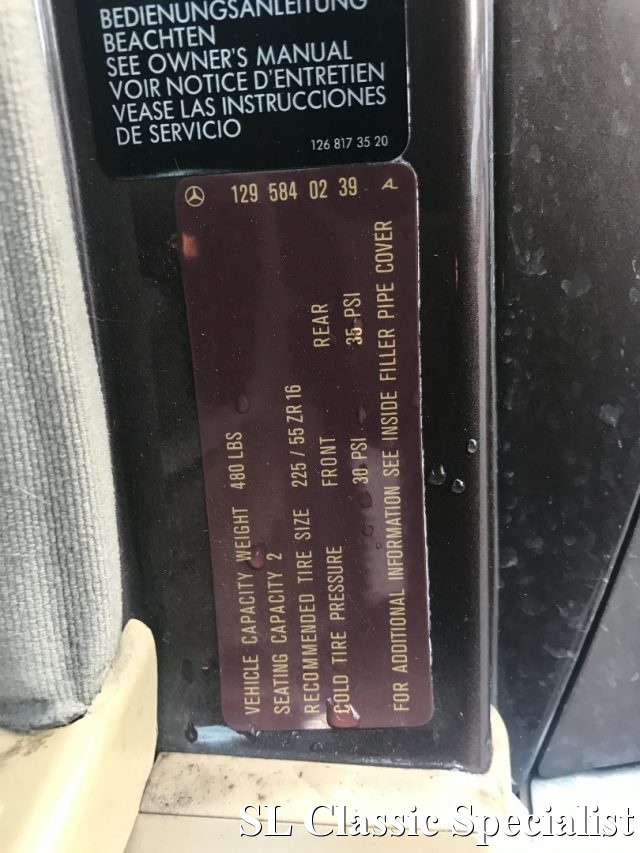 BEDIENUNGSANLEITUNG
BEACHTEN
SEE OWNER'S MANUAL
VOIR NOTICE D'ENTRETIEN
VEASE LAS INSTRUCCIONES
DE SERVICIO
126 817 35 20
129 584 02 39 A
VEHICLE CAPACITY WEIGHT 480 LBS
SEATING CAPACITY 2
RECOMMENDED TIRE SIZE 225 / 55 ZR 16
FRONT REAR
COLD TIRE PRESSURE 30 PSI 35 PSI
FOR ADDITIONAL INFORMATION SEE INSIDE FILLER PIPE COVER
SL Classic Specialist